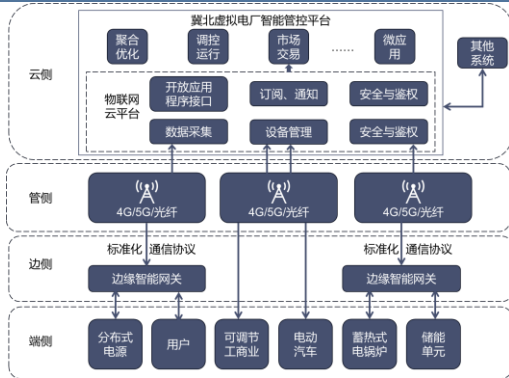 冀北虚拟电厂智能管控平台
聚合
优化
调控
运行
市场
交易
......
微应
用
其他
系统
云侧
物联网
云平台
开放应用
程序接口
订阅、通知
安全与鉴权
数据采集
设备管理
安全与鉴权
管侧
4G/5G/光纤
4G/5G/光纤
4G/5G/光纤
标准化 通信协议
标准化 通信协议
边侧
边缘智能网关
边缘智能网关
端侧
分布式
电源
用户
可调节
工商业
电动
汽车
蓄热式
电锅炉
储能
单元